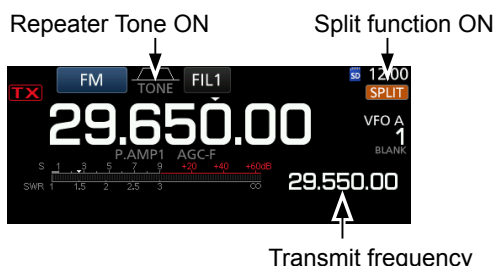 Repeater Tone ON Split function ON
FM TONE FIL1 SD 12:00
TX SPLIT
29.650.00 VFO A
1
P.AMP1 AGC-F BLANK
S 1 3 5 7 9 +20 +40 +60dB
SWR 1 1.5 2 2.5 3 ∞ 29.550.00
Transmit frequency